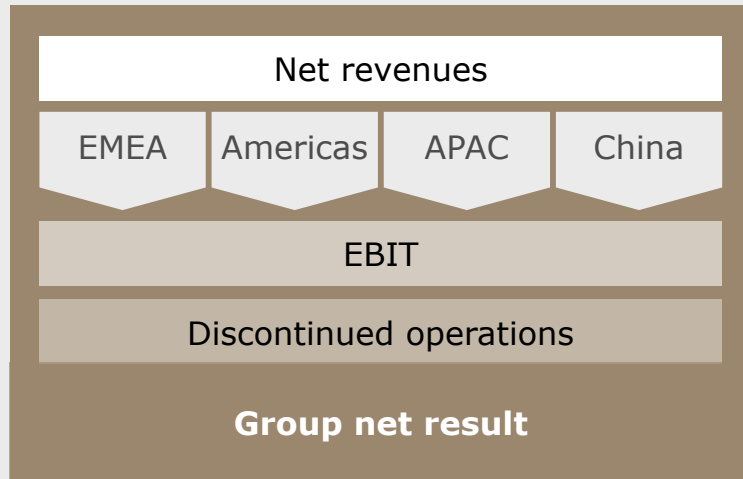 Net revenues
EMEA Americas APAC China
EBIT
Discontinued operations
Group net result